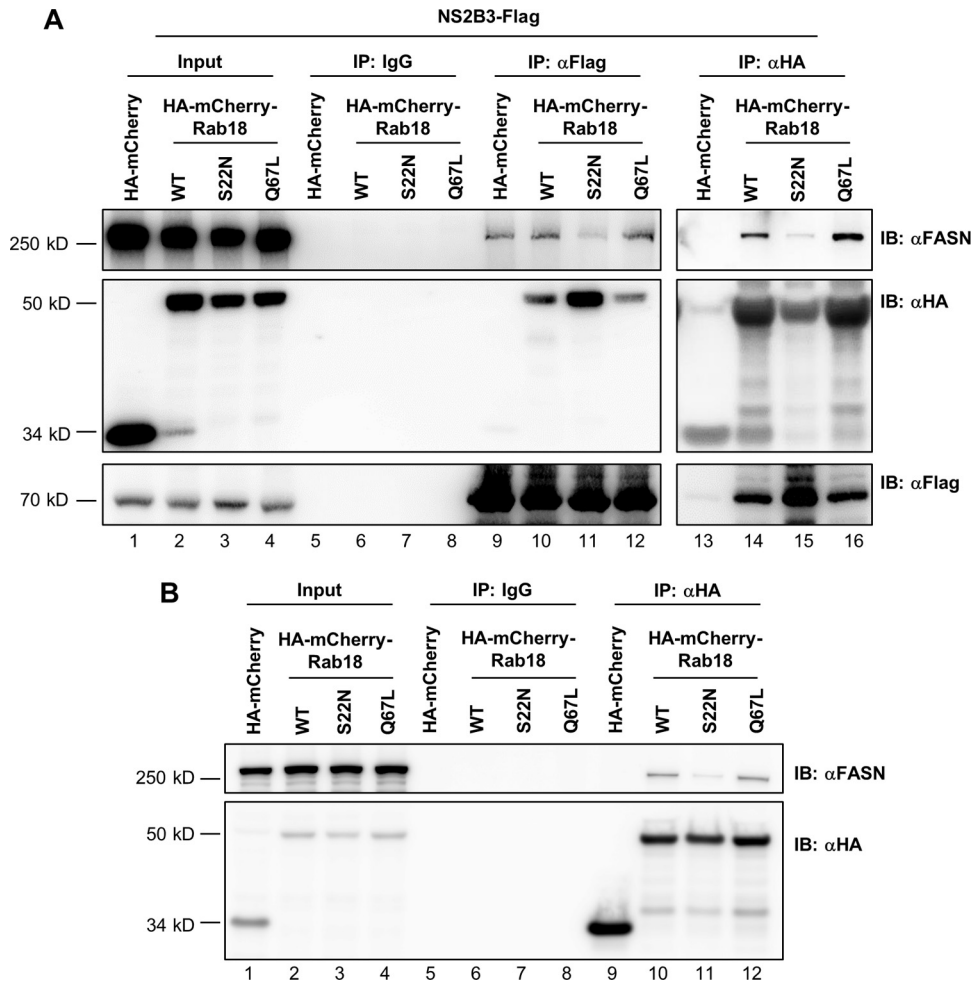 A
NS2B3-Flag
Input IP: IgG IP: αFlag IP: αHA
HA-mCherry HA-mCherry-Rab18 WT S22N Q67L HA-mCherry HA-mCherry-Rab18 WT S22N Q67L HA-mCherry HA-mCherry-Rab18 WT S22N Q67L HA-mCherry HA-mCherry-Rab18 WT S22N Q67L
250 kD IB: αFASN
50 kD IB: αHA
34 kD
70 kD IB: αFlag
1 2 3 4 5 6 7 8 9 10 11 12 13 14 15 16
B
Input IP: IgG IP: αHA
HA-mCherry HA-mCherry-Rab18 WT S22N Q67L HA-mCherry HA-mCherry-Rab18 WT S22N Q67L HA-mCherry HA-mCherry-Rab18 WT S22N Q67L
250 kD IB: αFASN
50 kD IB: αHA
34 kD
1 2 3 4 5 6 7 8 9 10 11 12